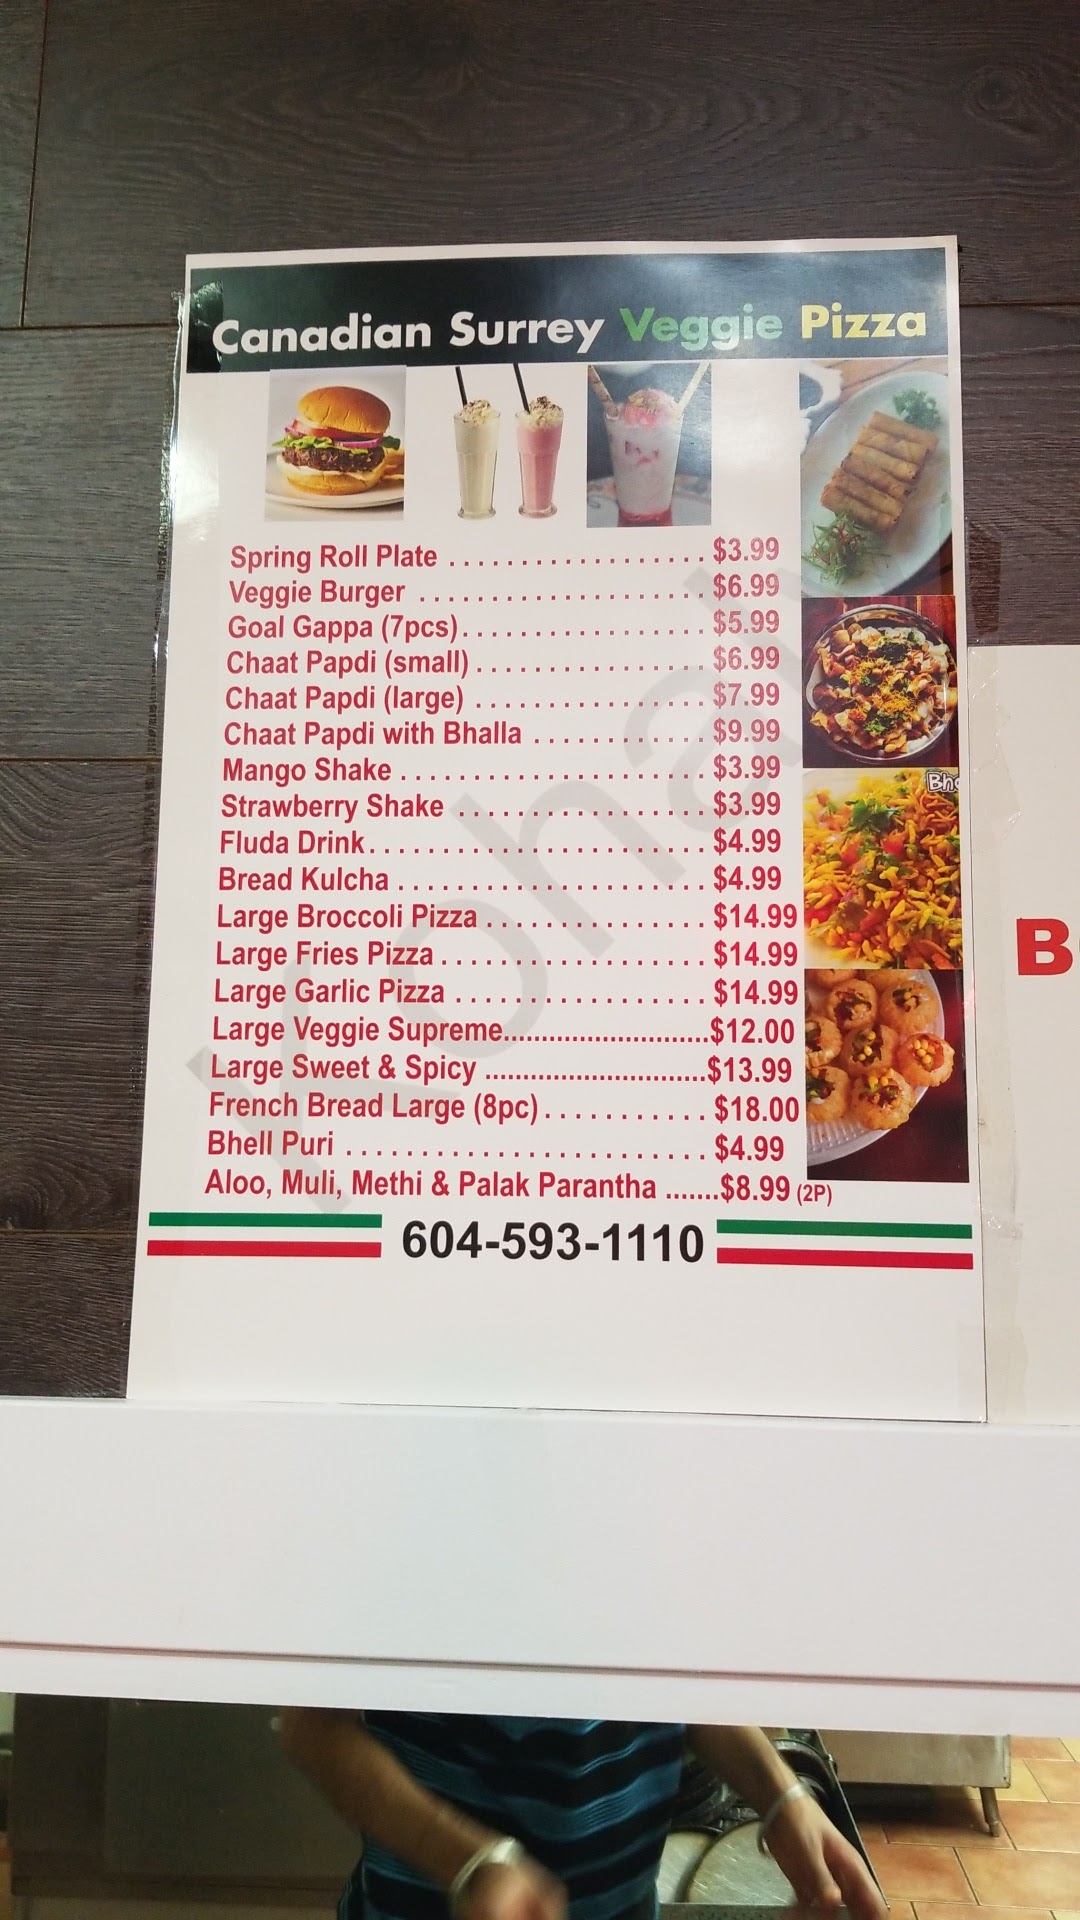 Canadian Surrey Veggie Pizza
Spring Roll Plate . . . . . . . . . . . . . . . . . . $3.99
Veggie Burger . . . . . . . . . . . . . . . . . . . . $6.99
Goal Gappa (7pcs). . . . . . . . . . . . . . . . . $5.99
Chaat Papdi (small) . . . . . . . . . . . . . . . . $6.99
Chaat Papdi (large) . . . . . . . . . . . . . . . . $7.99
Chaat Papdi with Bhalla . . . . . . . . . . . . $9.99
Mango Shake . . . . . . . . . . . . . . . . . . . . . $3.99
Strawberry Shake . . . . . . . . . . . . . . . . . $3.99
Fluda Drink. . . . . . . . . . . . . . . . . . . . . . . . $4.99
Bread Kulcha . . . . . . . . . . . . . . . . . . . . . $4.99
Large Broccoli Pizza . . . . . . . . . . . . . . . $14.99
Large Fries Pizza . . . . . . . . . . . . . . . . . . $14.99
Large Garlic Pizza . . . . . . . . . . . . . . . . . $14.99
Large Veggie Supreme...........................$12.00
Large Sweet & Spicy .............................$13.99
French Bread Large (8pc) . . . . . . . . . . . $18.00
Bhell Puri . . . . . . . . . . . . . . . . . . . . . . . . $4.99
Aloo, Muli, Methi & Palak Parantha .......$8.99 (2P)
604-593-1110